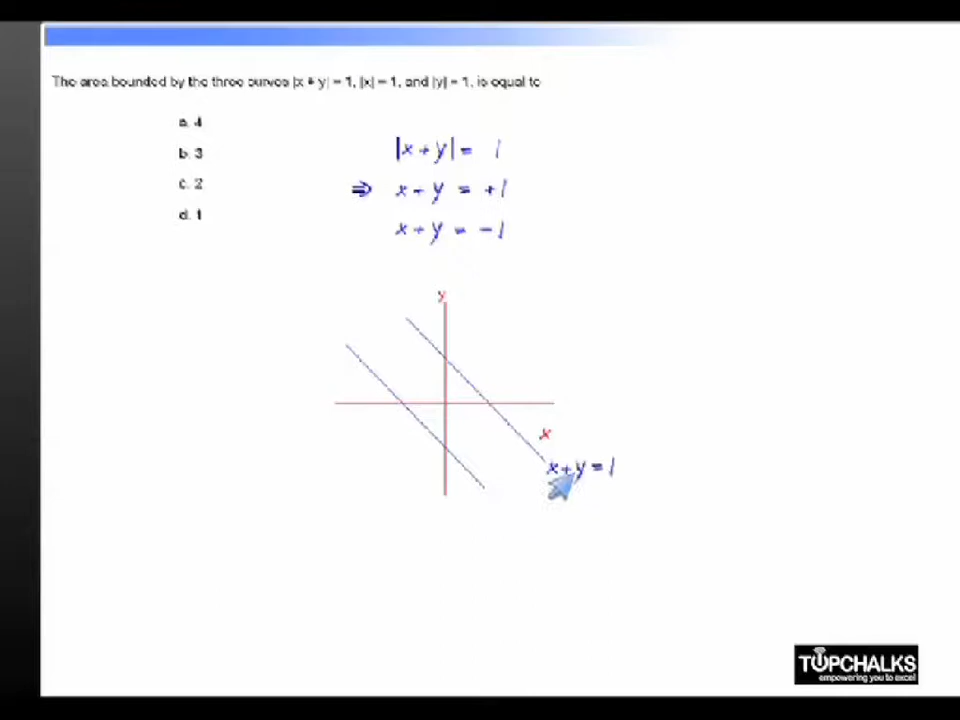 The area bounded by the three curves |x + y| = 1, |x| = 1, and |y| = 1, is equal to
a. 4
b. 3
c. 2
d. 1
|x + y| = 1
⇒ x + y = +1
x + y = -1
y
x
x+y = 1
TOPCHALKS
empowering you to excel